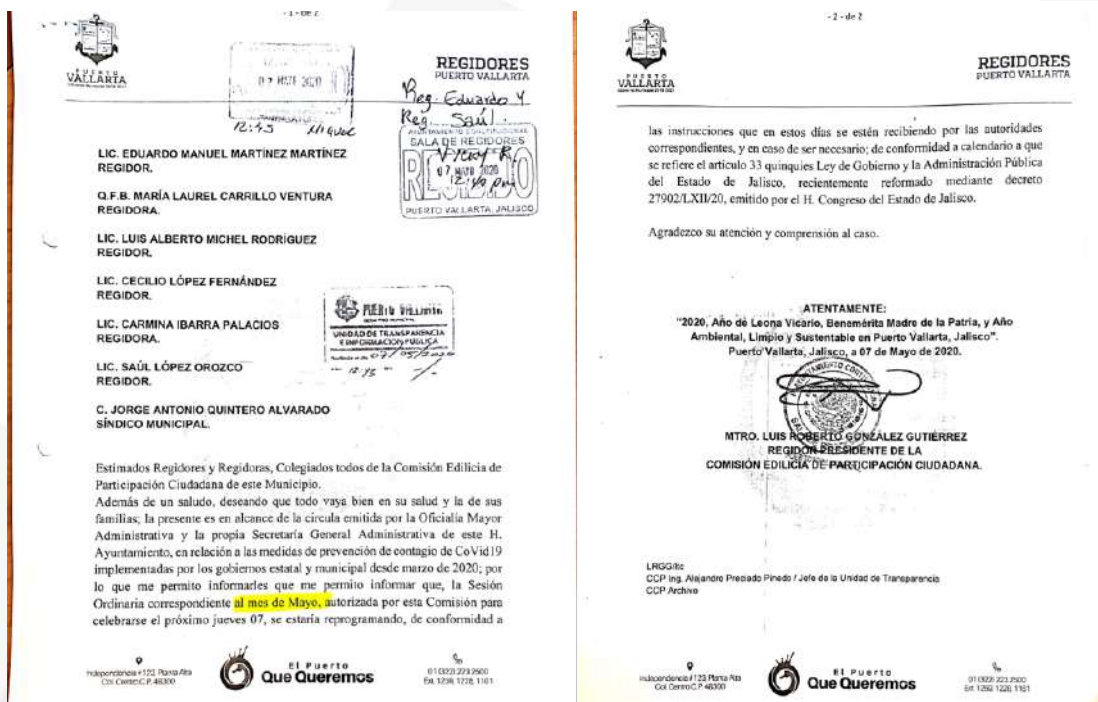 - 1 - DE 2
PUERTO
VALLARTA
REGIDORES
PUERTO VALLARTA
07 MAYO 2020
12:45 Miguel
Reg. Eduardo y
Reg. Saúl.
AYUNTAMIENTO CONSTITUCIONAL
SALA DE REGIDORES
07 MAYO 2020
12:40 pm
RECIBIDO
PUERTO VALLARTA, JALISCO
LIC. EDUARDO MANUEL MARTÍNEZ MARTÍNEZ
REGIDOR.
Q.F.B. MARÍA LAUREL CARRILLO VENTURA
REGIDORA.
LIC. LUIS ALBERTO MICHEL RODRÍGUEZ
REGIDOR.
LIC. CECILIO LÓPEZ FERNÁNDEZ
REGIDOR.
LIC. CARMINA IBARRA PALACIOS
REGIDORA.
LIC. SAÚL LÓPEZ OROZCO
REGIDOR.
C. JORGE ANTONIO QUINTERO ALVARADO
SÍNDICO MUNICIPAL.
PUERTO VALLARTA
UNIDAD DE TRANSPARENCIA
E INFORMACIÓN PÚBLICA
07/05/2020
12:45
Estimados Regidores y Regidoras, Colegiados todos de la Comisión Edilicia de
Participación Ciudadana de este Municipio.
Además de un saludo, deseando que todo vaya bien en su salud y la de sus
familias; la presente es en alcance de la circula emitida por la Oficialía Mayor
Administrativa y la propia Secretaría General Administrativa de este H.
Ayuntamiento, en relación a las medidas de prevención de contagio de CoVid19
implementadas por los gobiernos estatal y municipal desde marzo de 2020; por
lo que me permito informarles que me permito informar que, la Sesión
Ordinaria correspondiente al mes de Mayo, autorizada por esta Comisión para
celebrarse el próximo jueves 07, se estaría reprogramando, de conformidad a
Independencia #123, Planta Alta
Col. Centro C.P. 48300
El Puerto
Que Queremos
01 (322) 223 2500
Ext. 1259, 1228, 1161
- 2 - de 2
PUERTO
VALLARTA
REGIDORES
PUERTO VALLARTA
las instrucciones que en estos días se estén recibiendo por las autoridades
correspondientes, y en caso de ser necesario; de conformidad a calendario a que
se refiere el articulo 33 quinquies Ley de Gobierno y la Administración Pública
del Estado de Jalisco, recientemente reformado mediante decreto
27902/LXII/20, emitido por el H. Congreso del Estado de Jalisco.
Agradezco su atención y comprensión al caso.
ATENTAMENTE:
"2020, Año de Leona Vicario, Benemérita Madre de la Patria, y Año
Ambiental, Limpio y Sustentable en Puerto Vallarta, Jalisco".
Puerto Vallarta, Jalisco, a 07 de Mayo de 2020.
MTRO. LUIS ROBERTO GONZÁLEZ GUTIÉRREZ
REGIDOR PRESIDENTE DE LA
COMISIÓN EDILICIA DE PARTICIPACIÓN CIUDADANA.
LRGG/ltc
CCP Ing. Alejandro Preciado Pinedo / Jefe de la Unidad de Transparencia
CCP Archivo
Independencia #123, Planta Alta
Col. Centro C.P. 48300
El Puerto
Que Queremos
01 (322) 223 2500
Ext. 1259, 1228, 1161